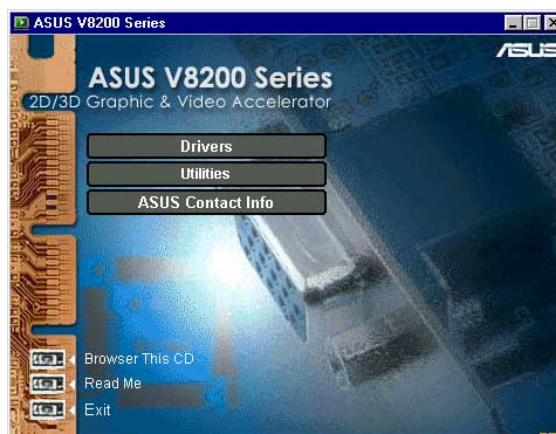 ASUS V8200 Series
ASUS
ASUS V8200 Series
2D/3D Graphic & Video Accelerator
Drivers
Utilities
ASUS Contact Info
Browser This CD
Read Me
Exit